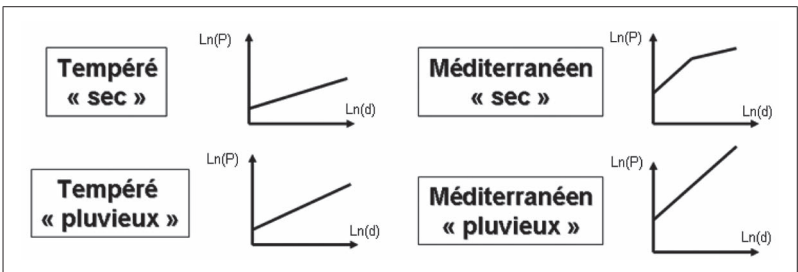 Tempéré
« sec »
Ln(P)
Ln(d)
Méditerranéen
« sec »
Ln(P)
Ln(d)
Tempéré
« pluvieux »
Ln(P)
Ln(d)
Méditerranéen
« pluvieux »
Ln(P)
Ln(d)